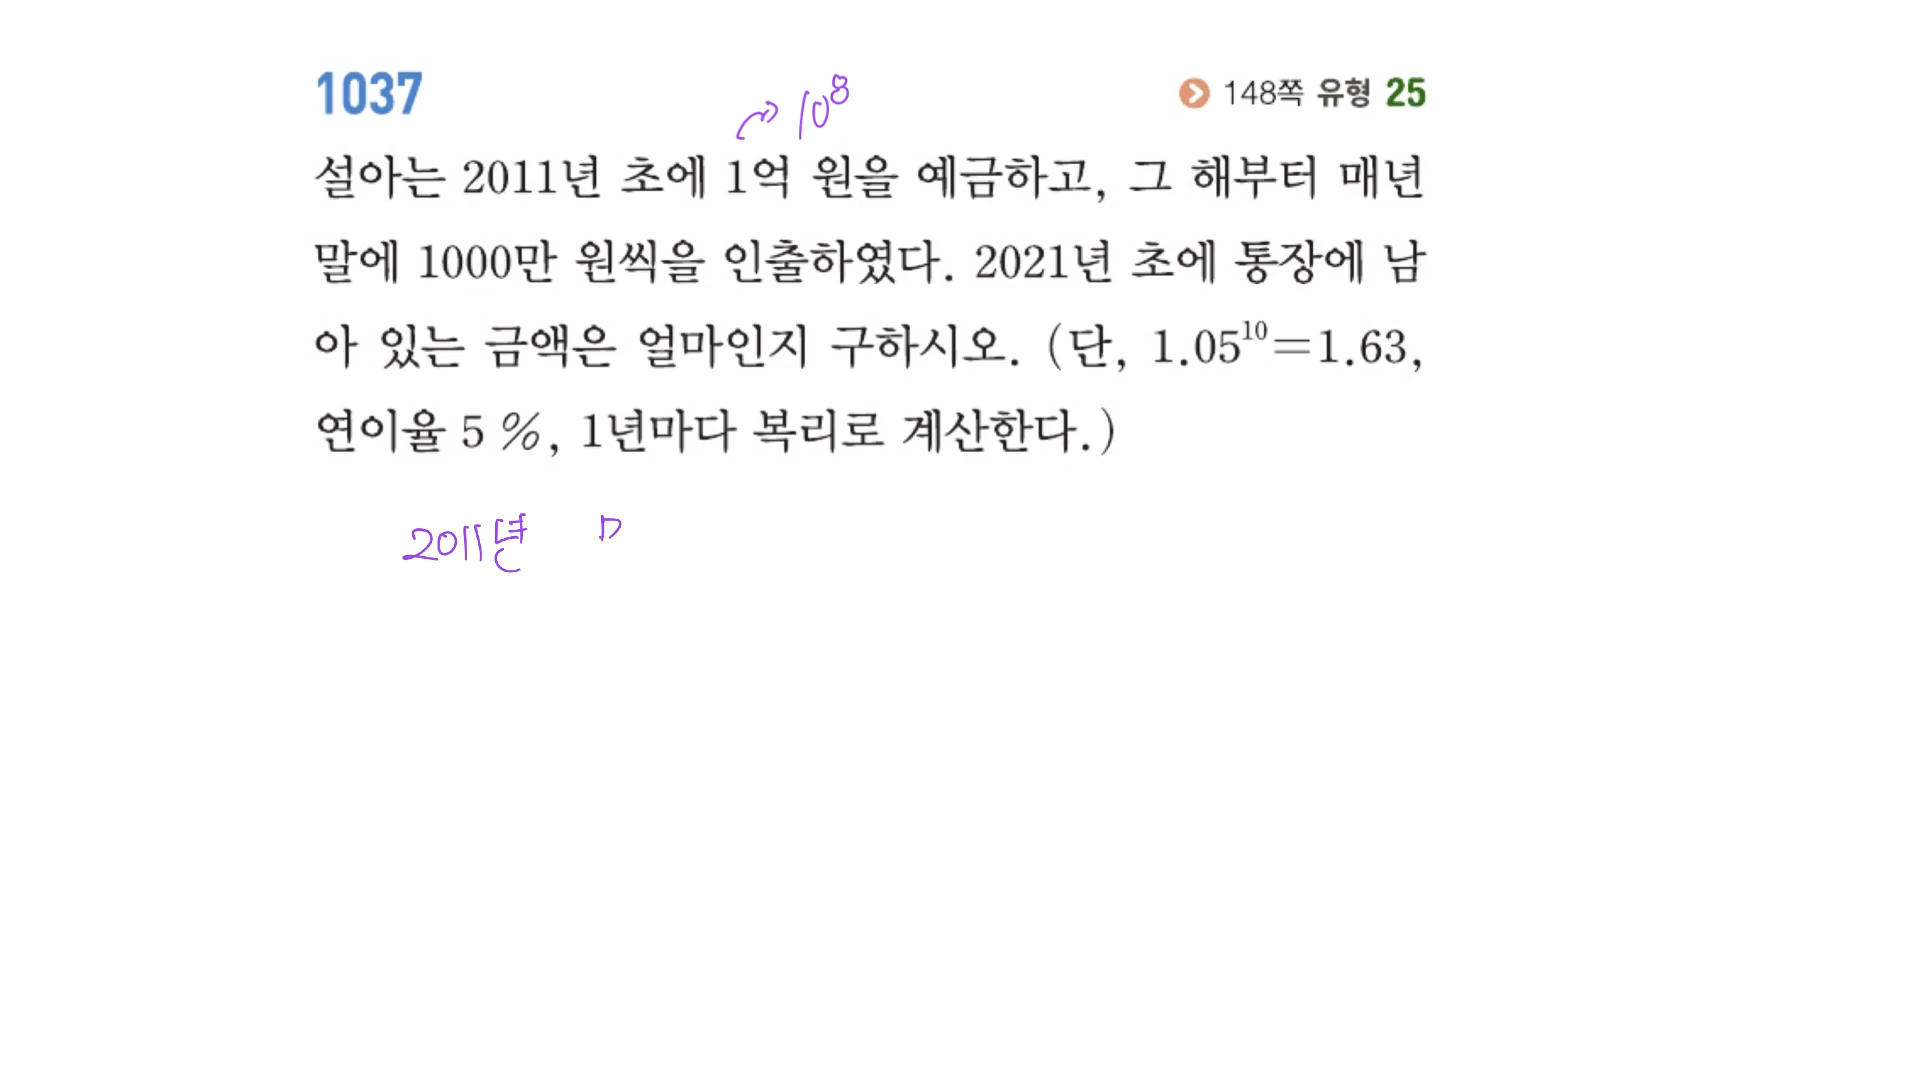 1037
148쪽 유형 25
10⁸
설아는 2011년 초에 1억 원을 예금하고, 그 해부터 매년
말에 1000만 원씩을 인출하였다. 2021년 초에 통장에 남
아 있는 금액은 얼마인지 구하시오. (단, 1.05¹⁰=1.63,
연이율 5 %, 1년마다 복리로 계산한다.)
2011년